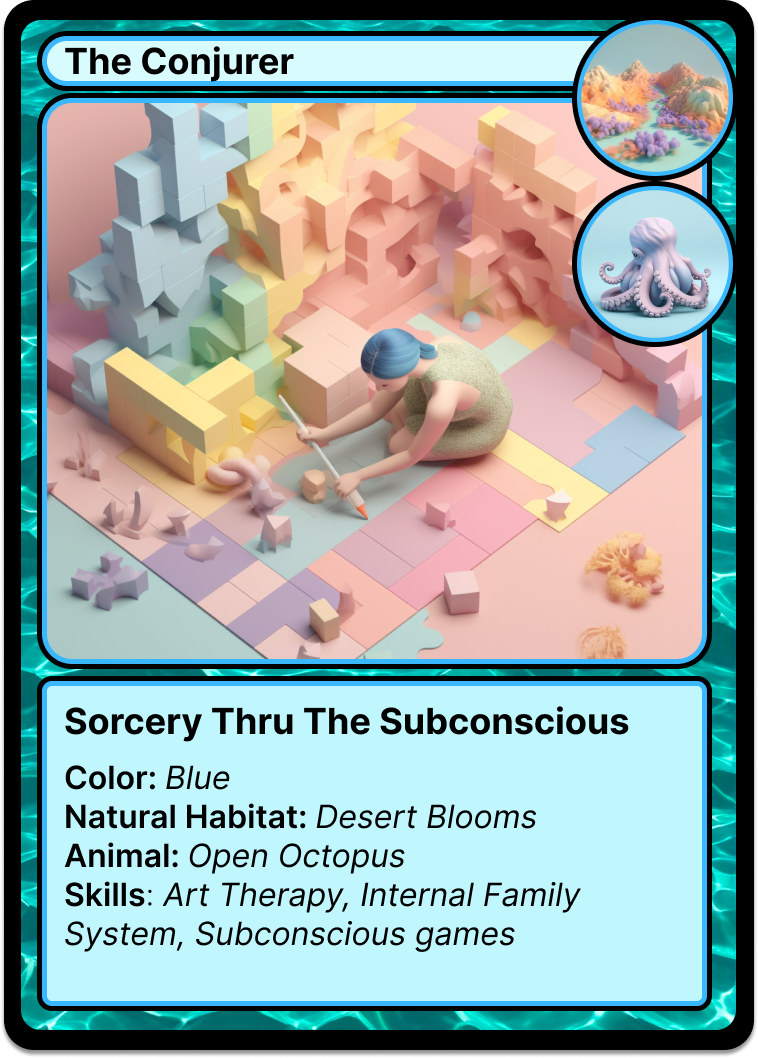 The Conjurer
Sorcery Thru The Subconscious
Color: Blue
Natural Habitat: Desert Blooms
Animal: Open Octopus
Skills: Art Therapy, Internal Family
System, Subconscious games